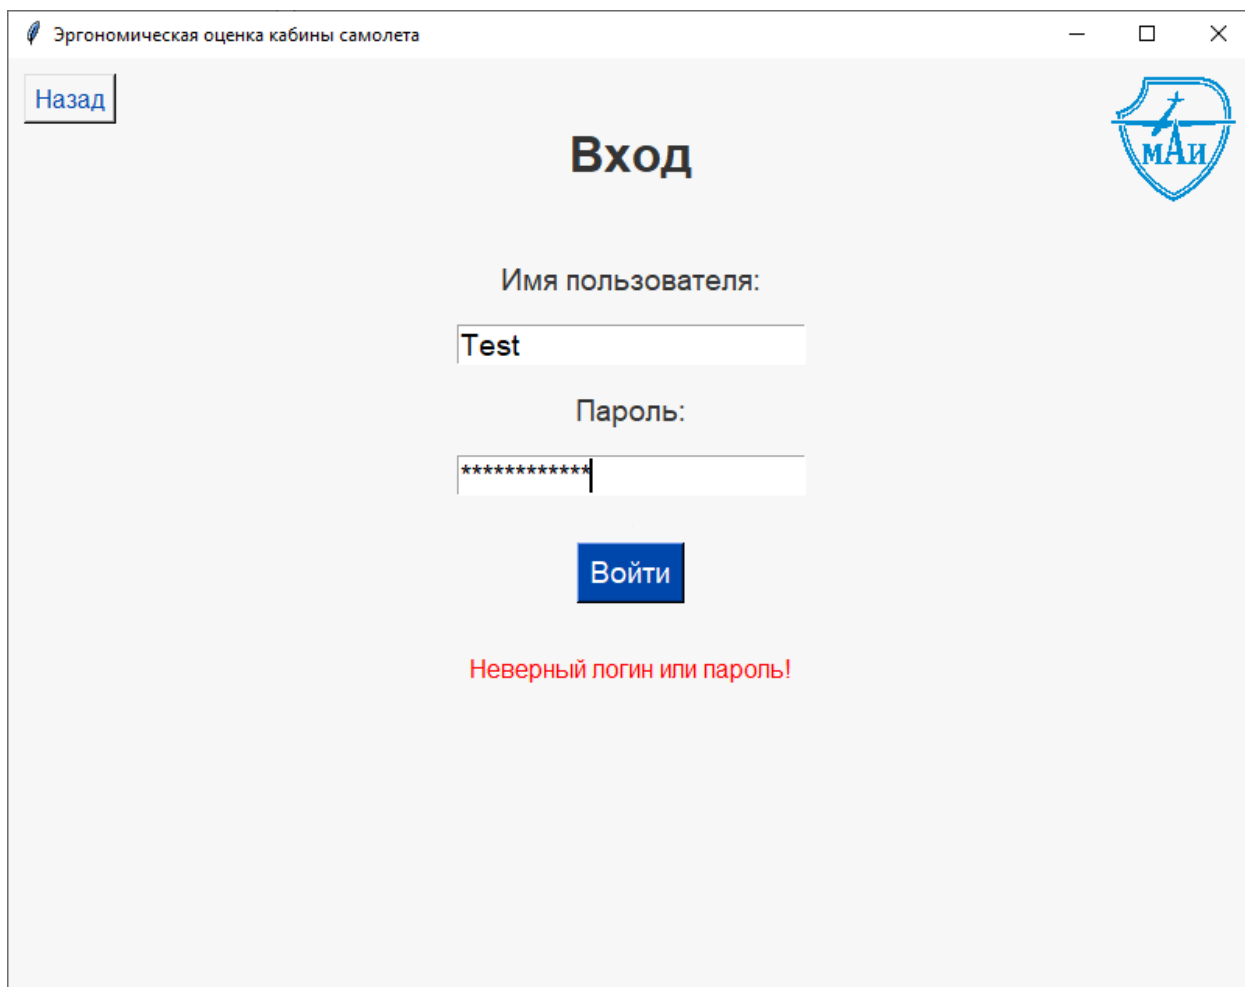 Эргономическая оценка кабины самолета
Назад
МАИ
Вход
Имя пользователя:
Test
Пароль:
************
Войти
Неверный логин или пароль!